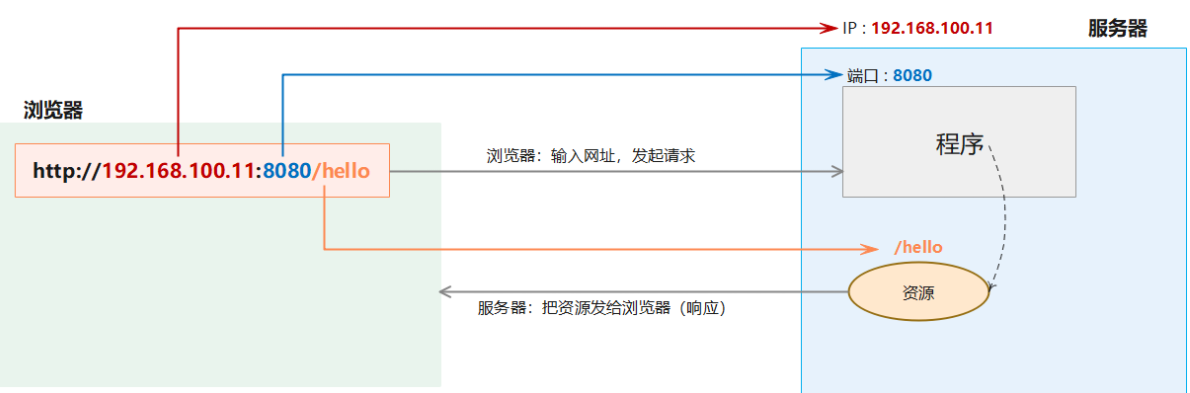 IP : 192.168.100.11
服务器
端口 : 8080
浏览器
程序
http://192.168.100.11:8080/hello
浏览器：输入网址，发起请求
/hello
资源
服务器：把资源发给浏览器（响应）